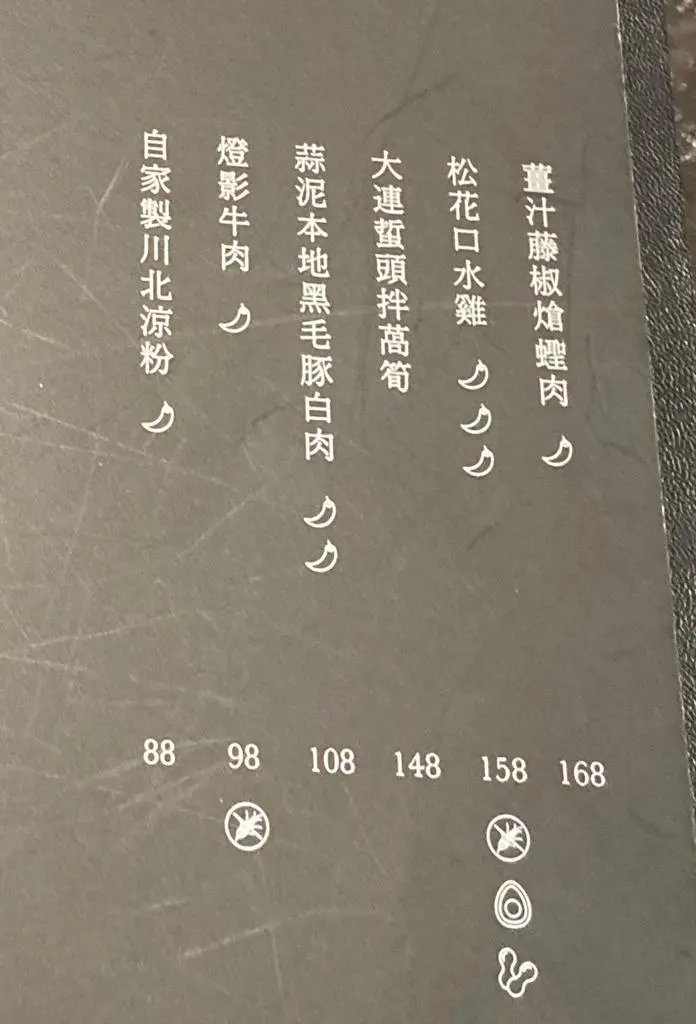 薑汁藤椒熗蟶肉
168
松花口水雞
158
大連蜇頭拌萵筍
148
蒜泥本地黑毛豚白肉
108
燈影牛肉
98
自家製川北涼粉
88